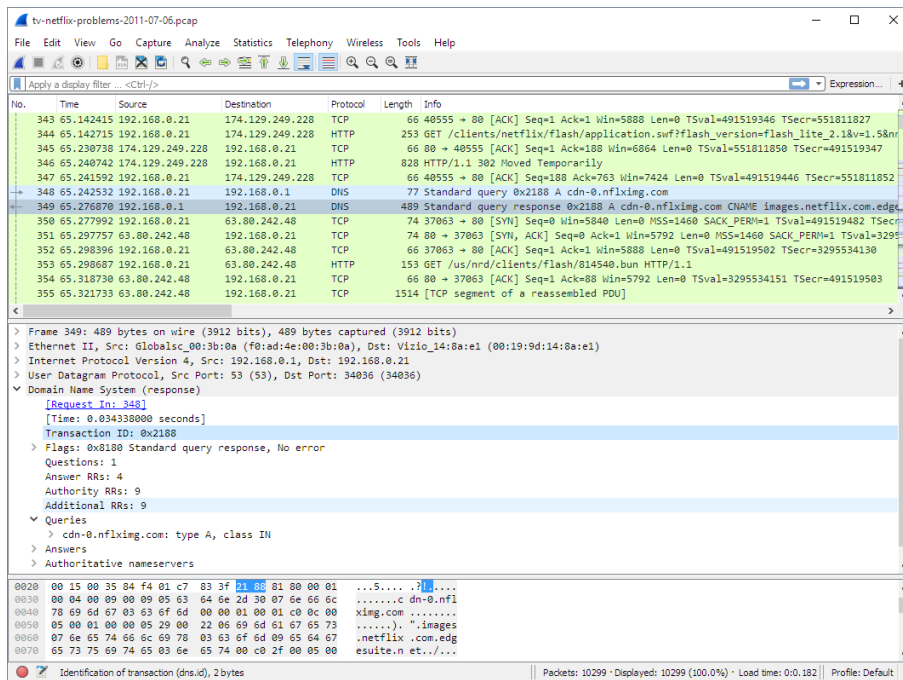 tv-netflix-problems-2011-07-06.pcap
File Edit View Go Capture Analyze Statistics Telephony Wireless Tools Help
Apply a display filter ... <Ctrl-/> Expression... +
No. Time Source Destination Protocol Length Info
343 65.142415 192.168.0.21 174.129.249.228 TCP 66 40555 → 80 [ACK] Seq=1 Ack=1 Win=5888 Len=0 TSval=491519346 TSecr=551811827
344 65.142715 192.168.0.21 174.129.249.228 HTTP 253 GET /clients/netflix/flash/application.swf?flash_version=flash_lite_2.1&v=1.5&nr
345 65.230738 174.129.249.228 192.168.0.21 TCP 66 80 → 40555 [ACK] Seq=1 Ack=188 Win=6864 Len=0 TSval=551811850 TSecr=491519347
346 65.240742 174.129.249.228 192.168.0.21 HTTP 828 HTTP/1.1 302 Moved Temporarily
347 65.241592 192.168.0.21 174.129.249.228 TCP 66 40555 → 80 [ACK] Seq=188 Ack=763 Win=7424 Len=0 TSval=491519446 TSecr=551811852
348 65.242532 192.168.0.21 192.168.0.1 DNS 77 Standard query 0x2188 A cdn-0.nflximg.com
349 65.276870 192.168.0.1 192.168.0.21 DNS 489 Standard query response 0x2188 A cdn-0.nflximg.com CNAME images.netflix.com.edge
350 65.277992 192.168.0.21 63.80.242.48 TCP 74 37063 → 80 [SYN] Seq=0 Win=5840 Len=0 MSS=1460 SACK_PERM=1 TSval=491519482 TSec
351 65.297757 63.80.242.48 192.168.0.21 TCP 74 80 → 37063 [SYN, ACK] Seq=0 Ack=1 Win=5792 Len=0 MSS=1460 SACK_PERM=1 TSval=3295
352 65.298396 192.168.0.21 63.80.242.48 TCP 66 37063 → 80 [ACK] Seq=1 Ack=1 Win=5888 Len=0 TSval=491519502 TSecr=3295534130
353 65.298687 192.168.0.21 63.80.242.48 HTTP 153 GET /us/nrd/clients/flash/814540.bun HTTP/1.1
354 65.318730 63.80.242.48 192.168.0.21 TCP 66 80 → 37063 [ACK] Seq=1 Ack=88 Win=5792 Len=0 TSval=3295534151 TSecr=491519503
355 65.321733 63.80.242.48 192.168.0.21 TCP 1514 [TCP segment of a reassembled PDU]
Frame 349: 489 bytes on wire (3912 bits), 489 bytes captured (3912 bits)
Ethernet II, Src: Globalsc_00:3b:0a (f0:ad:4e:00:3b:0a), Dst: Vizio_14:8a:e1 (00:19:9d:14:8a:e1)
Internet Protocol Version 4, Src: 192.168.0.1, Dst: 192.168.0.21
User Datagram Protocol, Src Port: 53 (53), Dst Port: 34036 (34036)
Domain Name System (response)
[Request In: 348]
[Time: 0.034338000 seconds]
Transaction ID: 0x2188
Flags: 0x8180 Standard query response, No error
Questions: 1
Answer RRs: 4
Authority RRs: 9
Additional RRs: 9
Queries
cdn-0.nflximg.com: type A, class IN
Answers
Authoritative nameservers
0020 00 15 00 35 84 f4 01 c7 83 3f 21 88 81 80 00 01 ...5.... .?!.....
0030 00 04 00 09 00 09 05 63 64 6e 2d 30 07 6e 66 6c .......c dn-0.nfl
0040 78 69 6d 67 03 63 6f 6d 00 00 01 00 01 c0 0c 00 ximg.com ........
0050 05 00 01 00 00 05 29 00 22 06 69 6d 61 67 65 73 ......). ".images
0060 07 6e 65 74 66 6c 69 78 03 63 6f 6d 09 65 64 67 .netflix .com.edg
0070 65 73 75 69 74 65 03 6e 65 74 00 c0 2f 00 05 00 esuite.n et../...
Identification of transaction (dns.id), 2 bytes Packets: 10299 · Displayed: 10299 (100.0%) · Load time: 0:0.182 Profile: Default